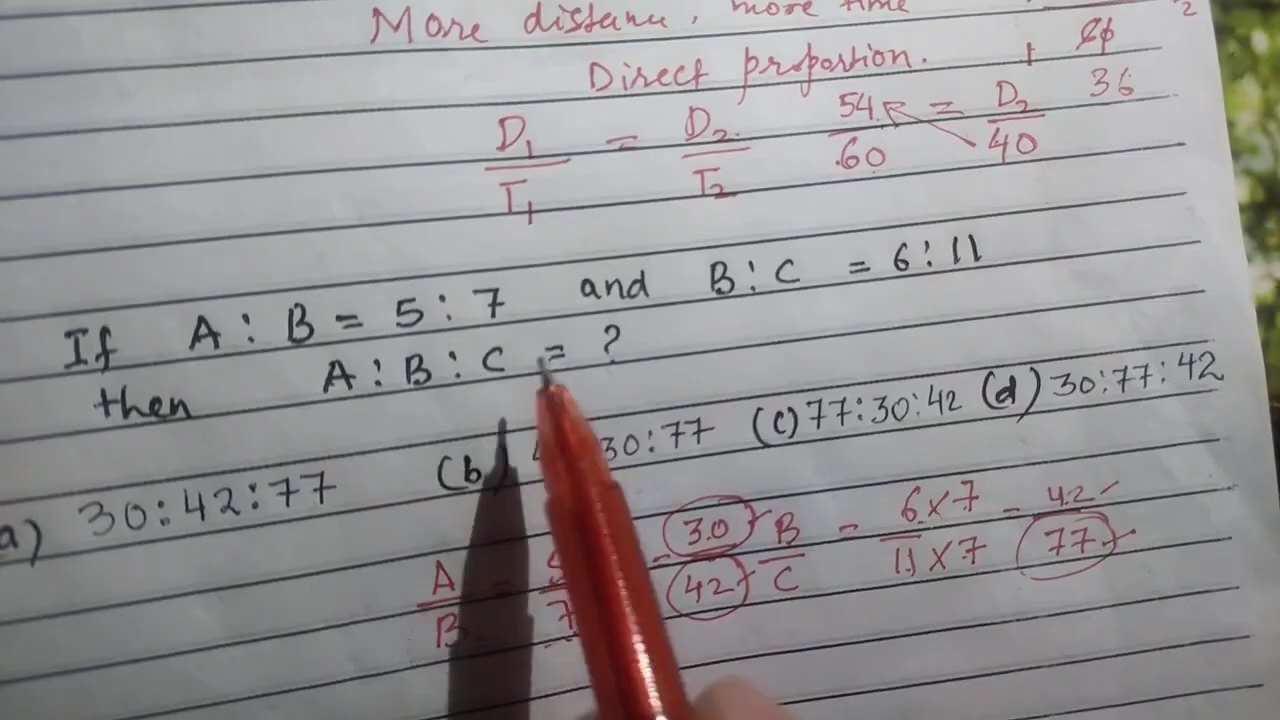 More distance, more time
Direct proportion.
D₁/T₁ = D₂/T₂ 54/60 = D₂/40 36
If A : B = 5 : 7 and B : C = 6 : 11
then A : B : C = ?
a) 30:42:77 (b) 30:77 (c) 77:30:42 (d) 30:77:42
A/B = 5/7 = 30/42 B/C = 6×7/11×7 = 42/77